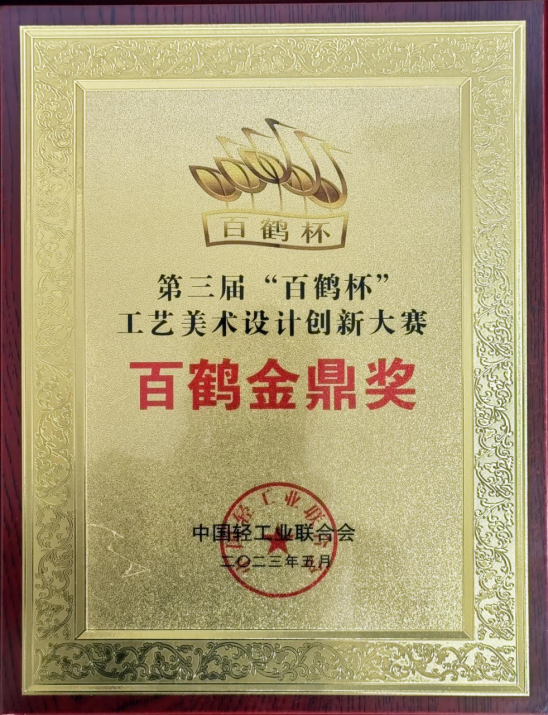 百鹤杯
第三届“百鹤杯”
工艺美术设计创新大赛
百鹤金鼎奖
中国轻工业联合会
二〇二三年五月